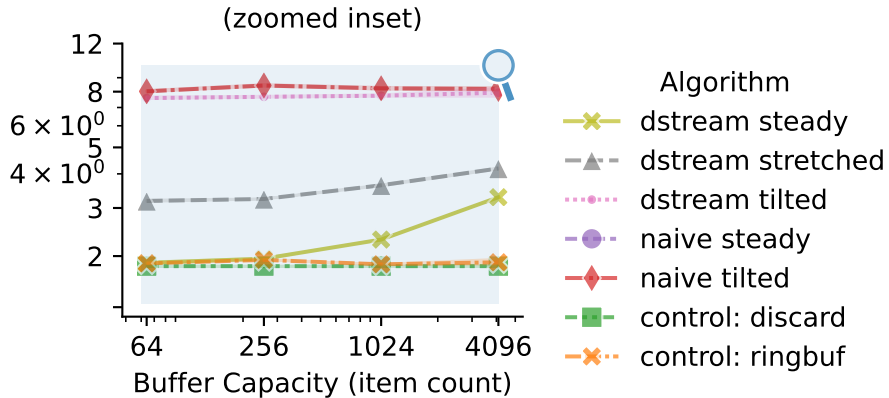 (zoomed inset)
12
8
6 × 10⁰
5
4 × 10⁰
3
2
64 256 1024 4096
Buffer Capacity (item count)
Algorithm
dstream steady
dstream stretched
dstream tilted
naive steady
naive tilted
control: discard
control: ringbuf